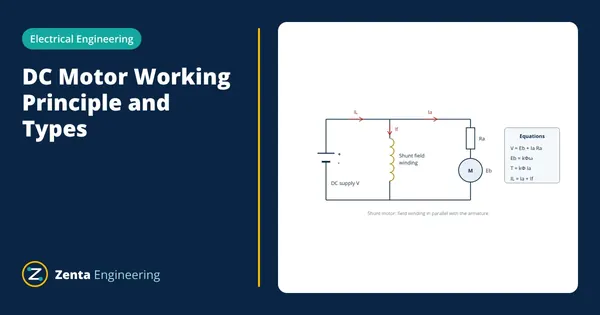 Electrical Engineering
DC Motor Working
Principle and
Types
Zenta Engineering
IL
Ia
If
Ra
Shunt field
winding
M
Eb
+
-
DC supply V
Equations
V = Eb + Ia Ra
Eb = kΦω
T = kΦ Ia
IL = Ia + If
Shunt motor: field winding in parallel with the armature.